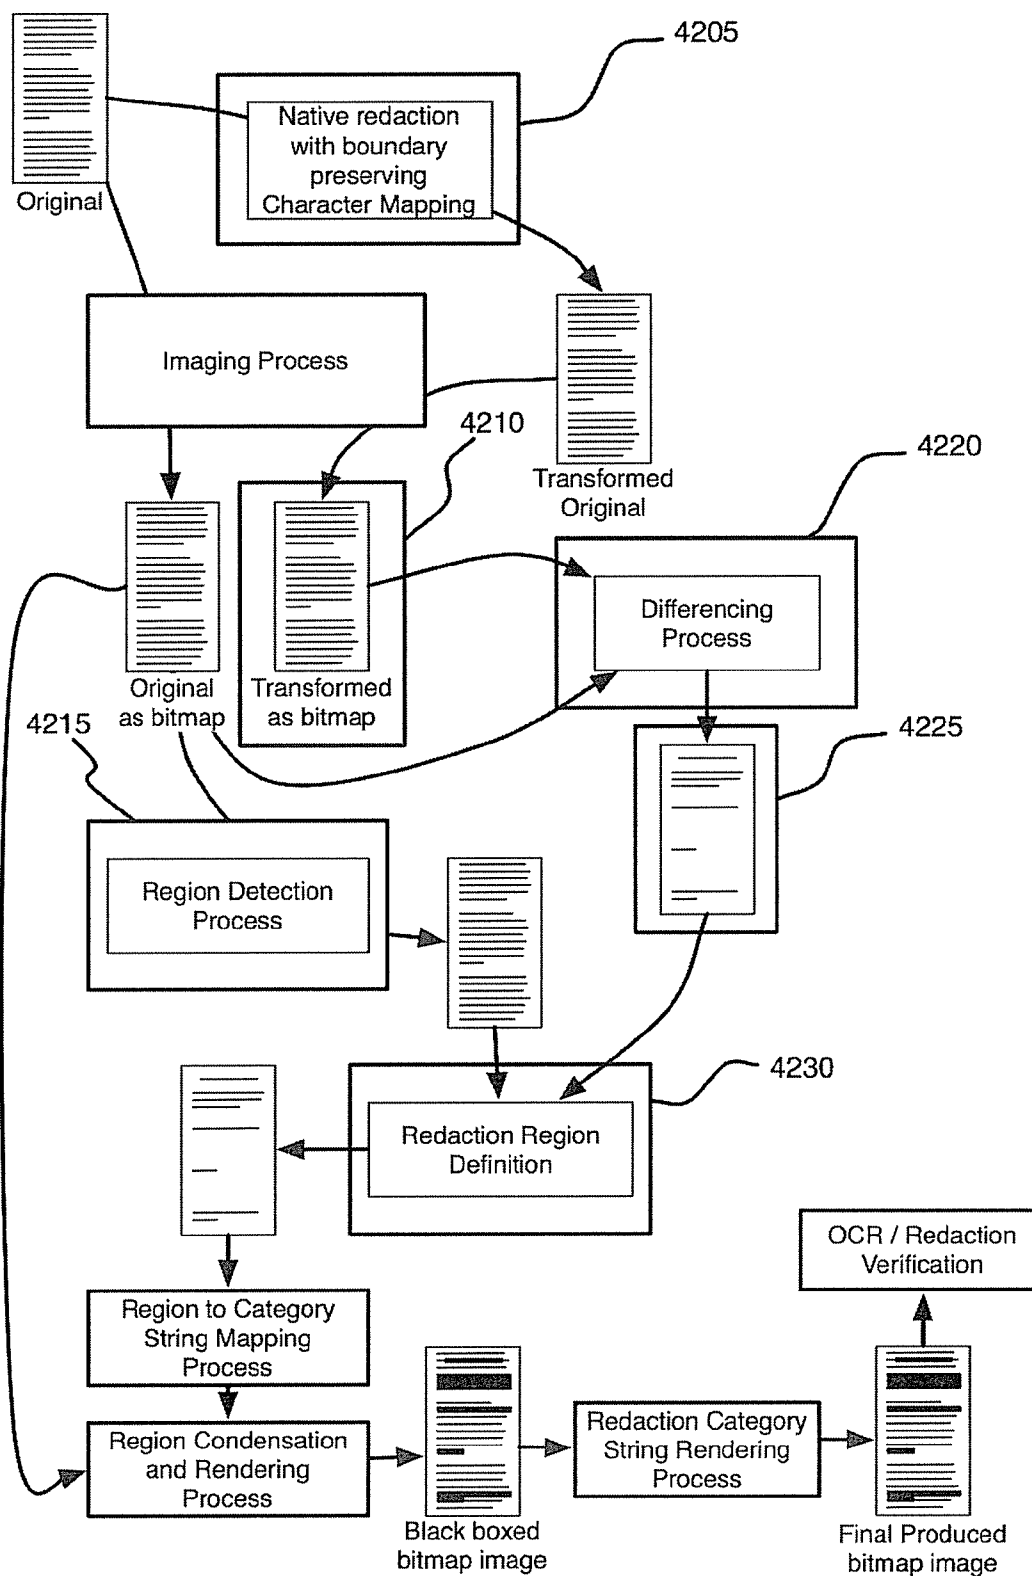 4205
Native redaction
with boundary
preserving
Character Mapping
Original
Imaging Process
4210
Transformed
Original
4220
Differencing
Process
Original
as bitmap
Transformed
as bitmap
4215
4225
Region Detection
Process
4230
Redaction Region
Definition
OCR / Redaction
Verification
Region to Category
String Mapping
Process
Region Condensation
and Rendering
Process
Redaction Category
String Rendering
Process
Black boxed
bitmap image
Final Produced
bitmap image